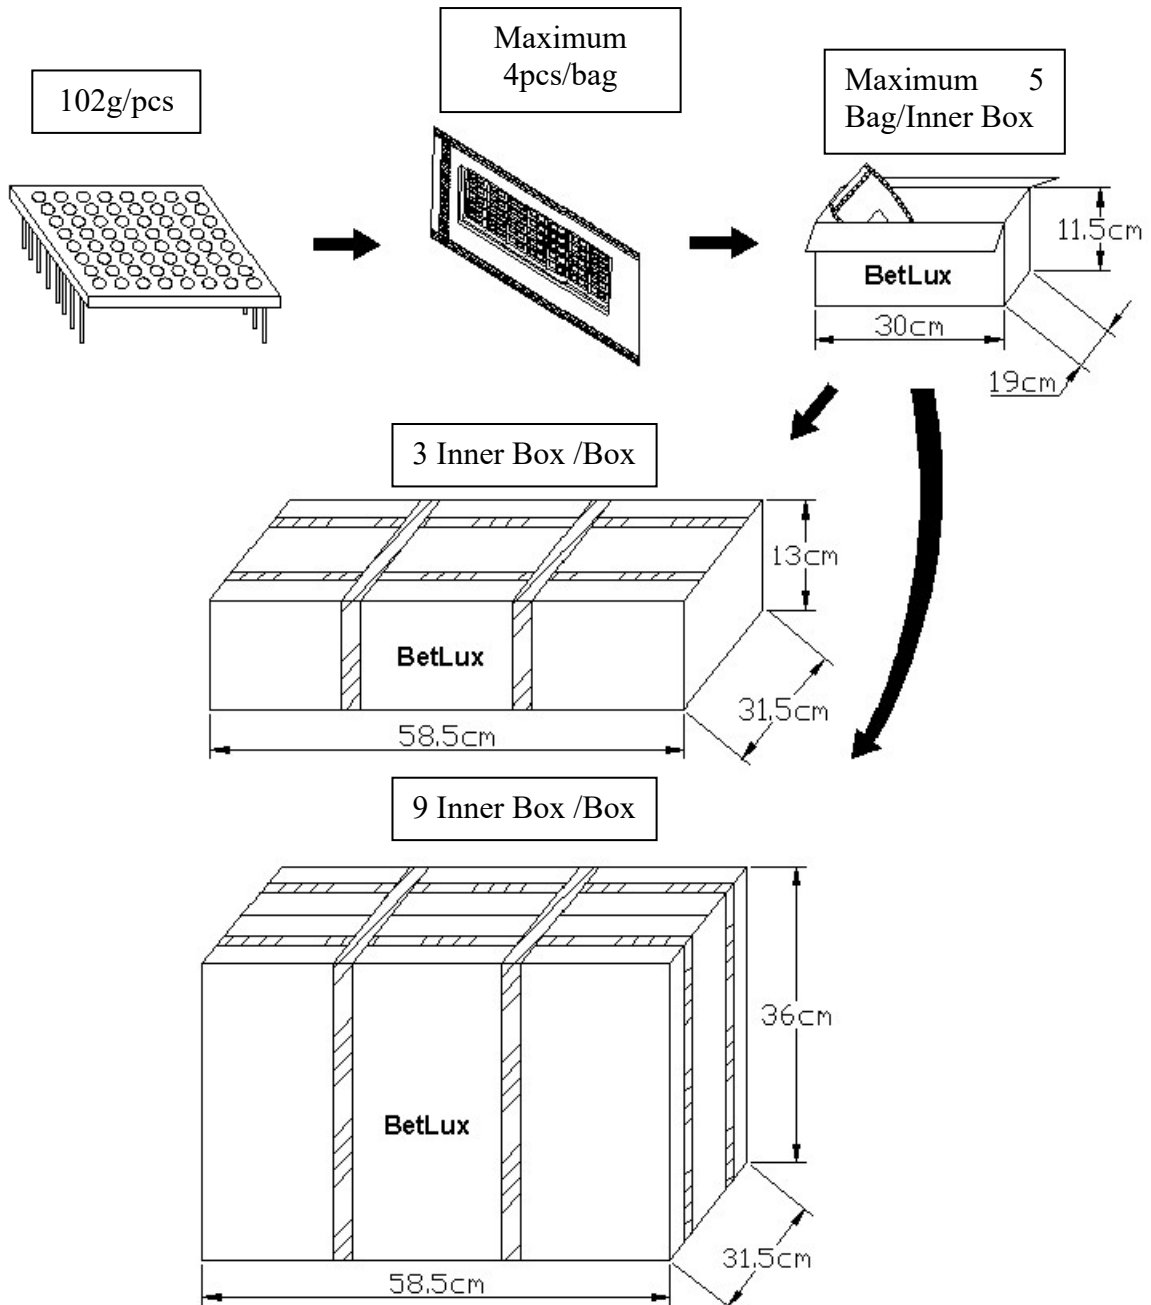 102g/pcs
Maximum
4pcs/bag
Maximum 5
Bag/Inner Box
BetLux
11.5cm
30cm
19cm
3 Inner Box /Box
BetLux
13cm
31.5cm
58.5cm
9 Inner Box /Box
BetLux
36cm
31.5cm
58.5cm